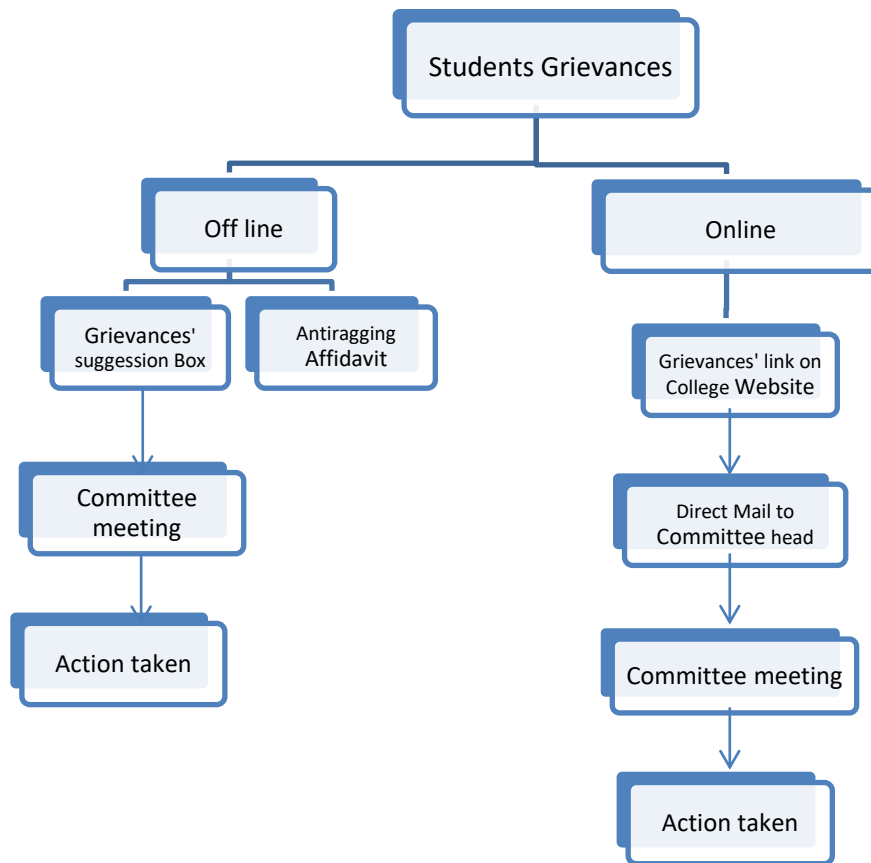 Students Grievances
Off line
Online
Grievances'
suggession Box
Antiragging
Affidavit
Grievances' link on
College Website
Committee
meeting
Direct Mail to
Committee head
Action taken
Committee meeting
Action taken